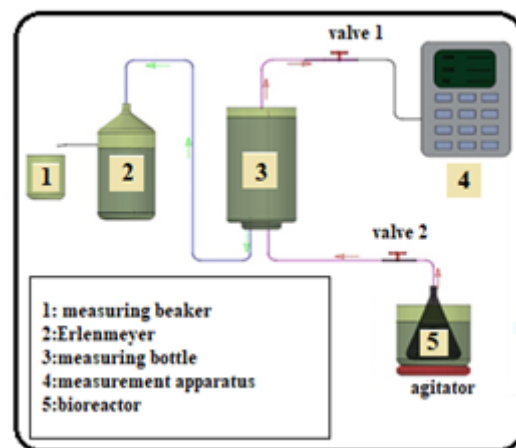 valve 1
1
2
3
4
valve 2
5
agitator
1: measuring beaker
2:Erlenmeyer
3:measuring bottle
4:measurement apparatus
5:bioreactor